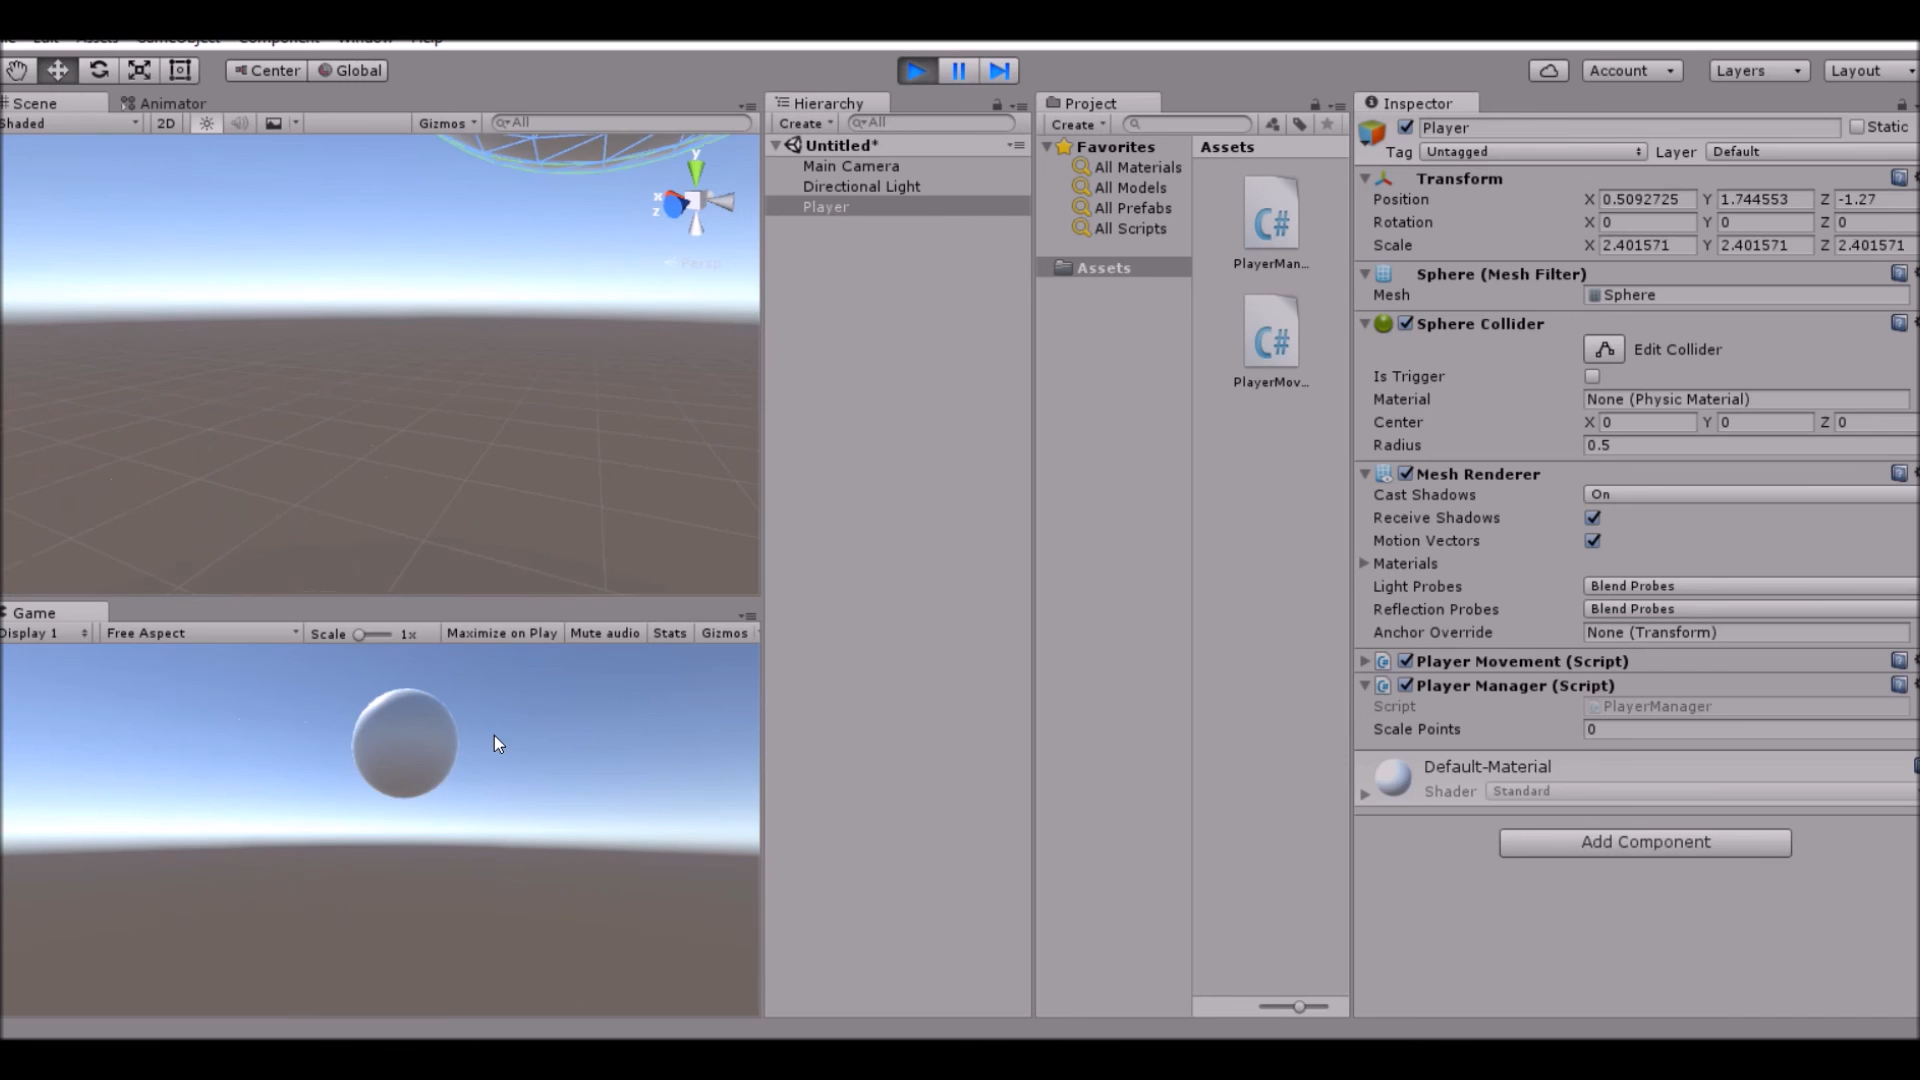 Edit Assets GameObject Component Window Help
Center Global Account Layers Layout
Scene Animator
Shaded 2D Gizmos All
y
x
z
Persp
Game
Display 1 Free Aspect Scale 1x Maximize on Play Mute audio Stats Gizmos
Hierarchy
Create All
Untitled*
Main Camera
Directional Light
Player
Project
Create
Favorites
All Materials
All Models
All Prefabs
All Scripts
Assets
Assets
C#
PlayerMan...
C#
PlayerMov...
Inspector
Player Static
Tag Untagged Layer Default
Transform
Position X 0.5092725 Y 1.744553 Z -1.27
Rotation X 0 Y 0 Z 0
Scale X 2.401571 Y 2.401571 Z 2.401571
Sphere (Mesh Filter)
Mesh Sphere
Sphere Collider
Edit Collider
Is Trigger
Material None (Physic Material)
Center X 0 Y 0 Z 0
Radius 0.5
Mesh Renderer
Cast Shadows On
Receive Shadows
Motion Vectors
Materials
Light Probes Blend Probes
Reflection Probes Blend Probes
Anchor Override None (Transform)
Player Movement (Script)
Player Manager (Script)
Script PlayerManager
Scale Points 0
Default-Material
Shader Standard
Add Component